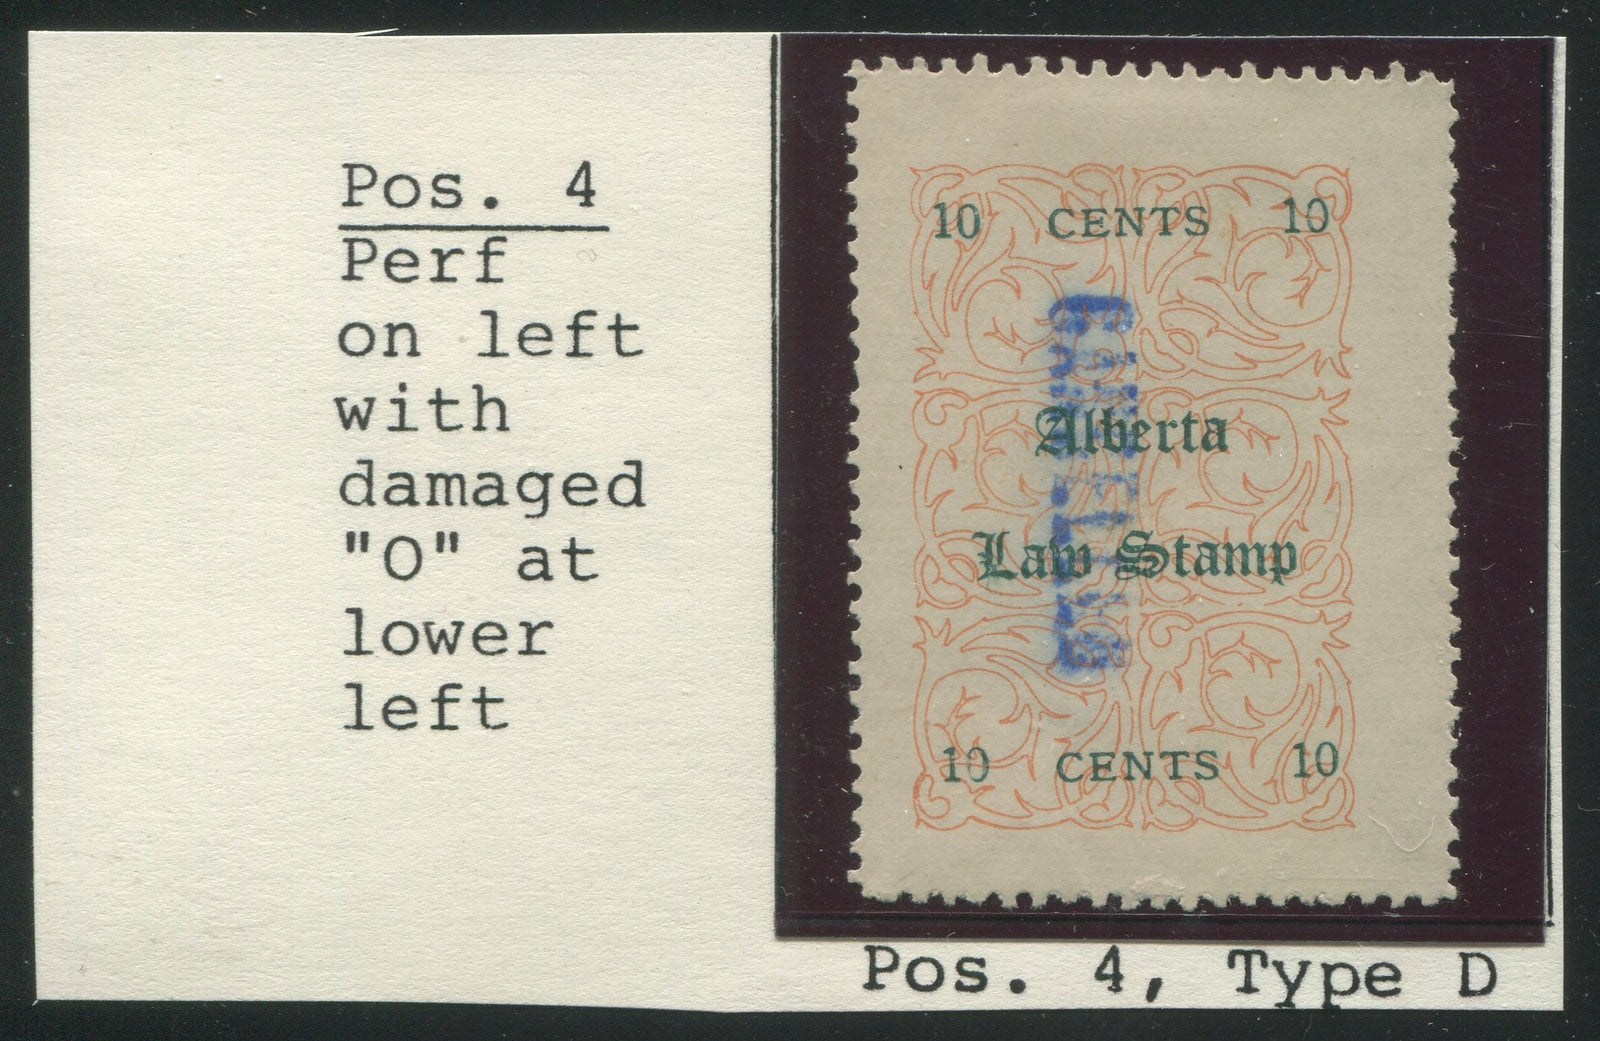 Pos. 4
Perf
on left
with
damaged
"O" at
lower
left
10 CENTS 10
Alberta
Law Stamp
10 CENTS 10
Pos. 4, Type D